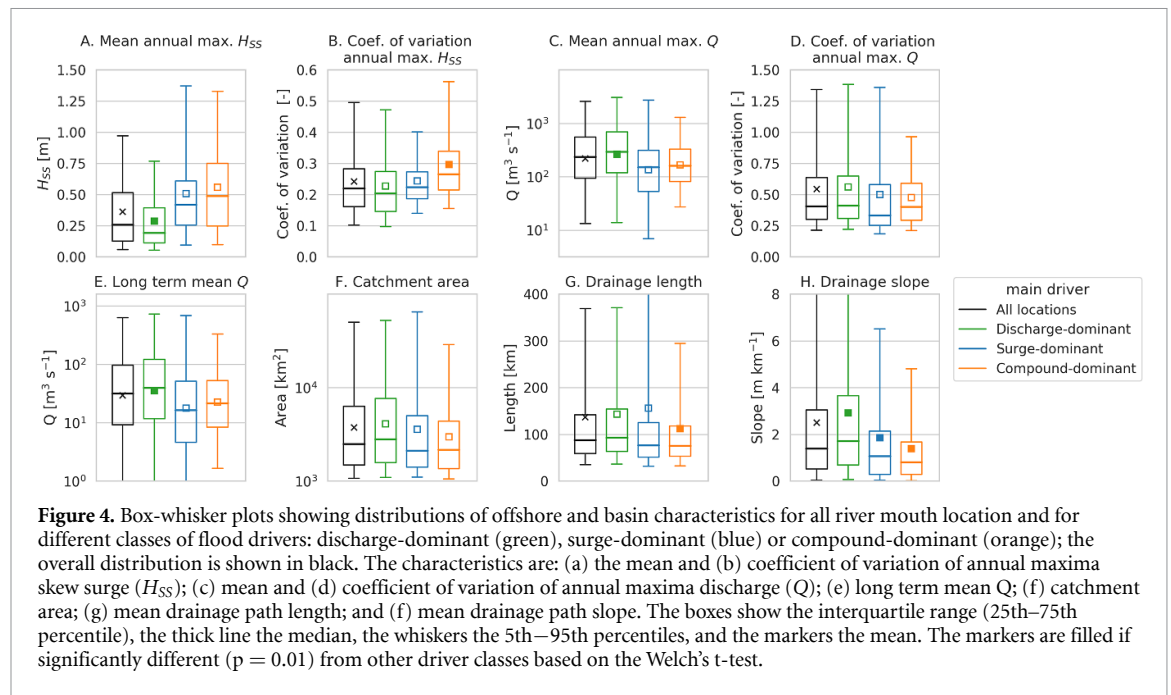 A. Mean annual max. HSS
1.50
1.25
1.00
0.75
0.50
0.25
0.00
HSS [m]
B. Coef. of variation
annual max. HSS
0.6
0.5
0.4
0.3
0.2
0.1
0.0
Coef. of variation [-]
C. Mean annual max. Q
10³
10²
10¹
Q [m³ s⁻¹]
D. Coef. of variation
annual max. Q
1.50
1.25
1.00
0.75
0.50
0.25
0.00
Coef. of variation [-]
E. Long term mean Q
10³
10²
10¹
10⁰
Q [m³ s⁻¹]
F. Catchment area
10⁴
10³
Area [km²]
G. Drainage length
400
300
200
100
0
Length [km]
H. Drainage slope
8
6
4
2
0
Slope [m km⁻¹]
main driver
All locations
Discharge-dominant
Surge-dominant
Compound-dominant
Figure 4. Box-whisker plots showing distributions of offshore and basin characteristics for all river mouth location and for
different classes of flood drivers: discharge-dominant (green), surge-dominant (blue) or compound-dominant (orange); the
overall distribution is shown in black. The characteristics are: (a) the mean and (b) coefficient of variation of annual maxima
skew surge (HSS); (c) mean and (d) coefficient of variation of annual maxima discharge (Q); (e) long term mean Q; (f) catchment
area; (g) mean drainage path length; and (f) mean drainage path slope. The boxes show the interquartile range (25th–75th
percentile), the thick line the median, the whiskers the 5th−95th percentiles, and the markers the mean. The markers are filled if
significantly different (p = 0.01) from other driver classes based on the Welch's t-test.